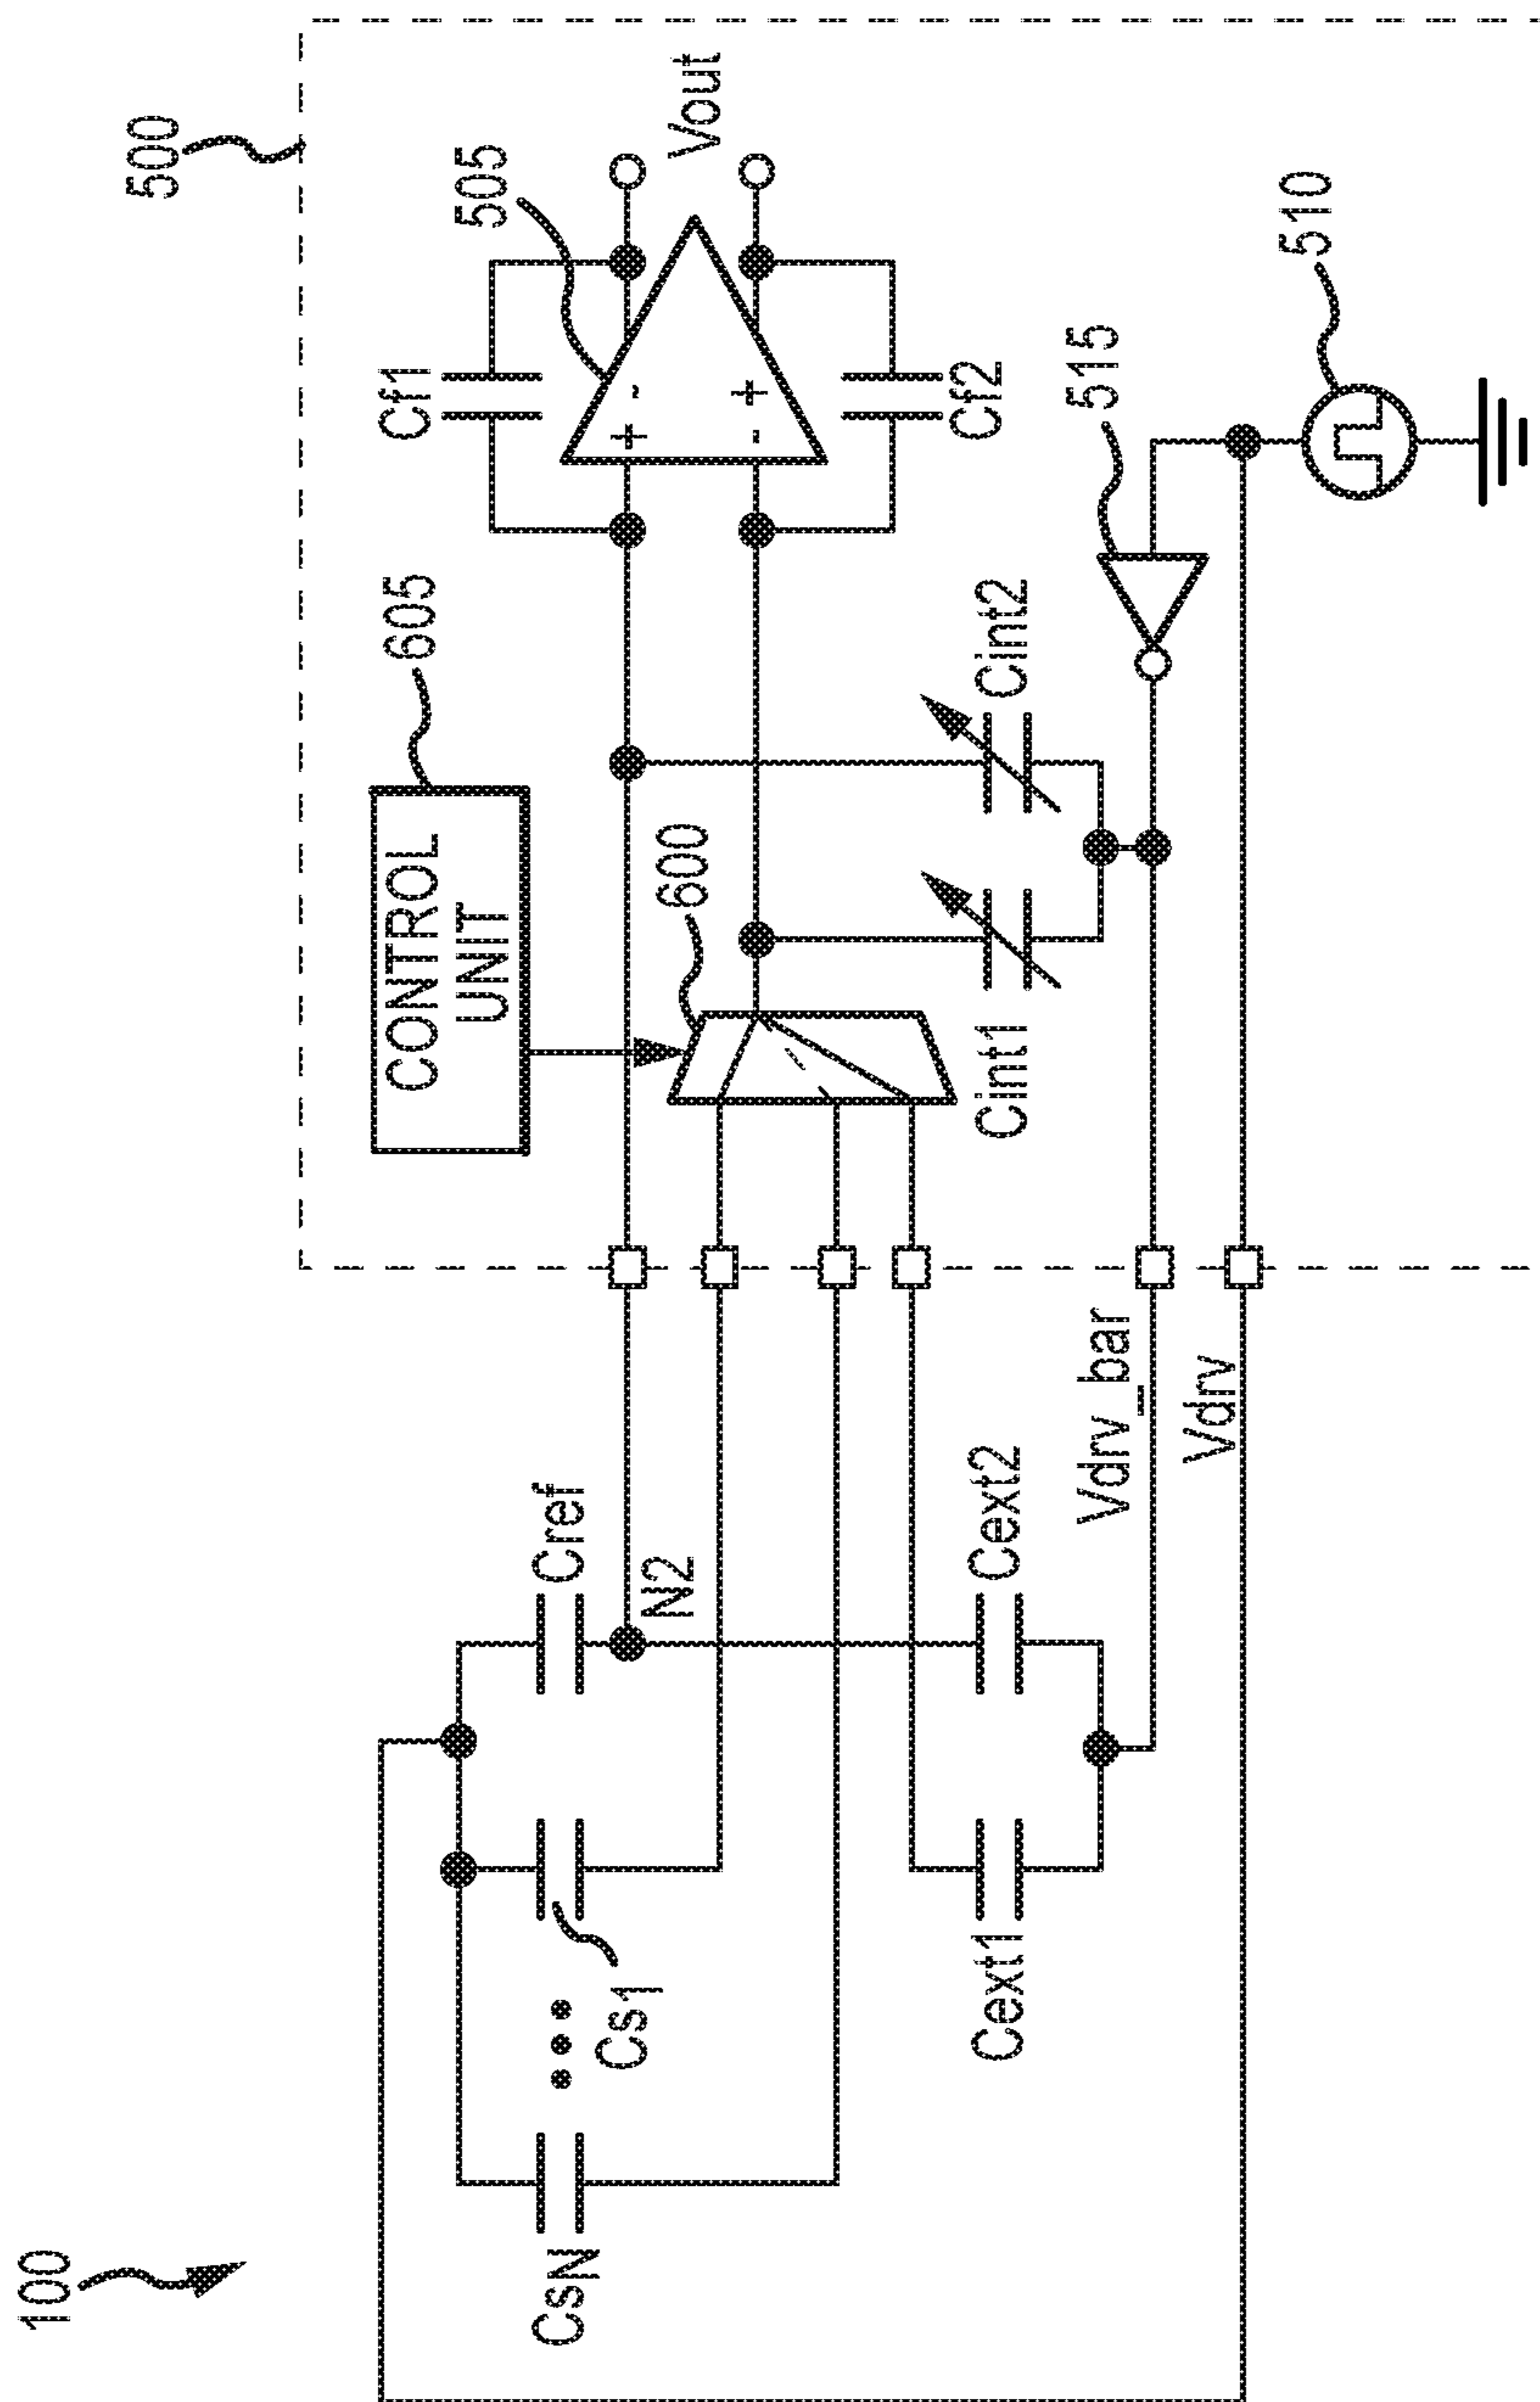 100
500
CONTROL
UNIT
605
Cf1
505
+
-
-
+
Vout
Cf2
CsN
Cs1
Cref
N2
600
Cext1
Cext2
Cint1
Cint2
515
Vdrv_bar
Vdrv
510